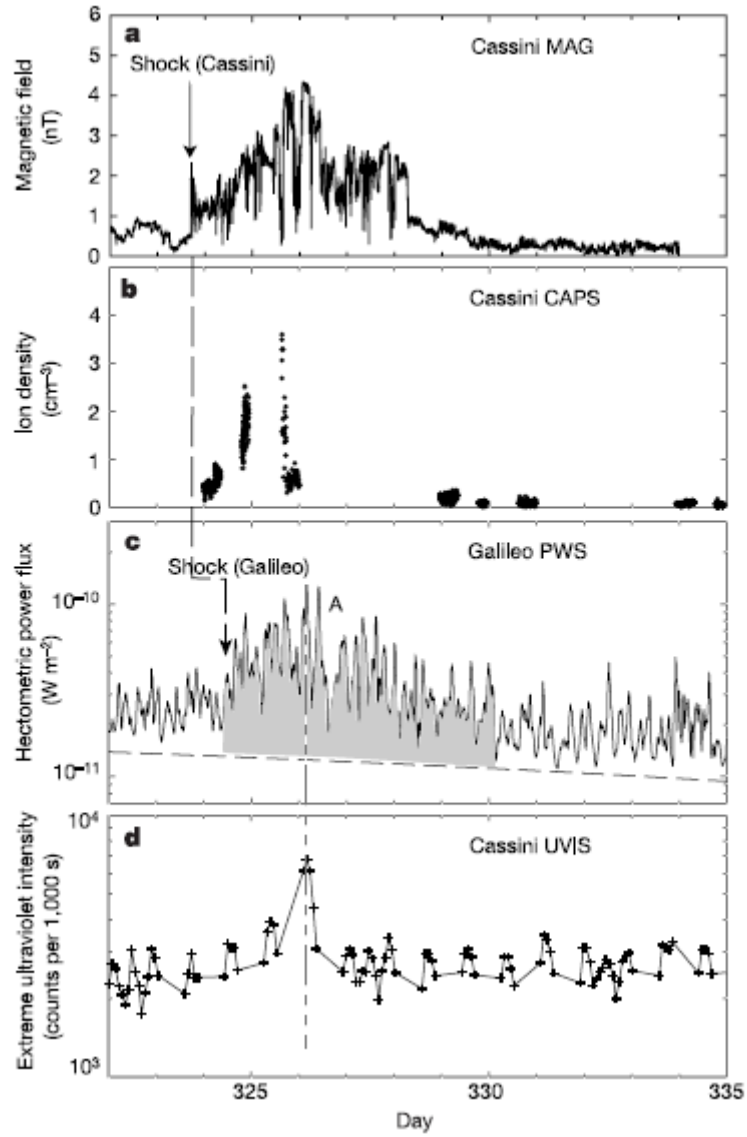 a
Cassini MAG
Shock (Cassini)
Magnetic field
(nT)
6
5
4
3
2
1
0
b
Cassini CAPS
Ion density
(cm⁻³)
4
3
2
1
0
c
Galileo PWS
Shock (Galileo)
A
Hectometric power flux
(W m⁻²)
10⁻¹⁰
10⁻¹¹
d
Cassini UVIS
Extreme ultraviolet intensity
(counts per 1,000 s)
10⁴
10³
325
330
335
Day